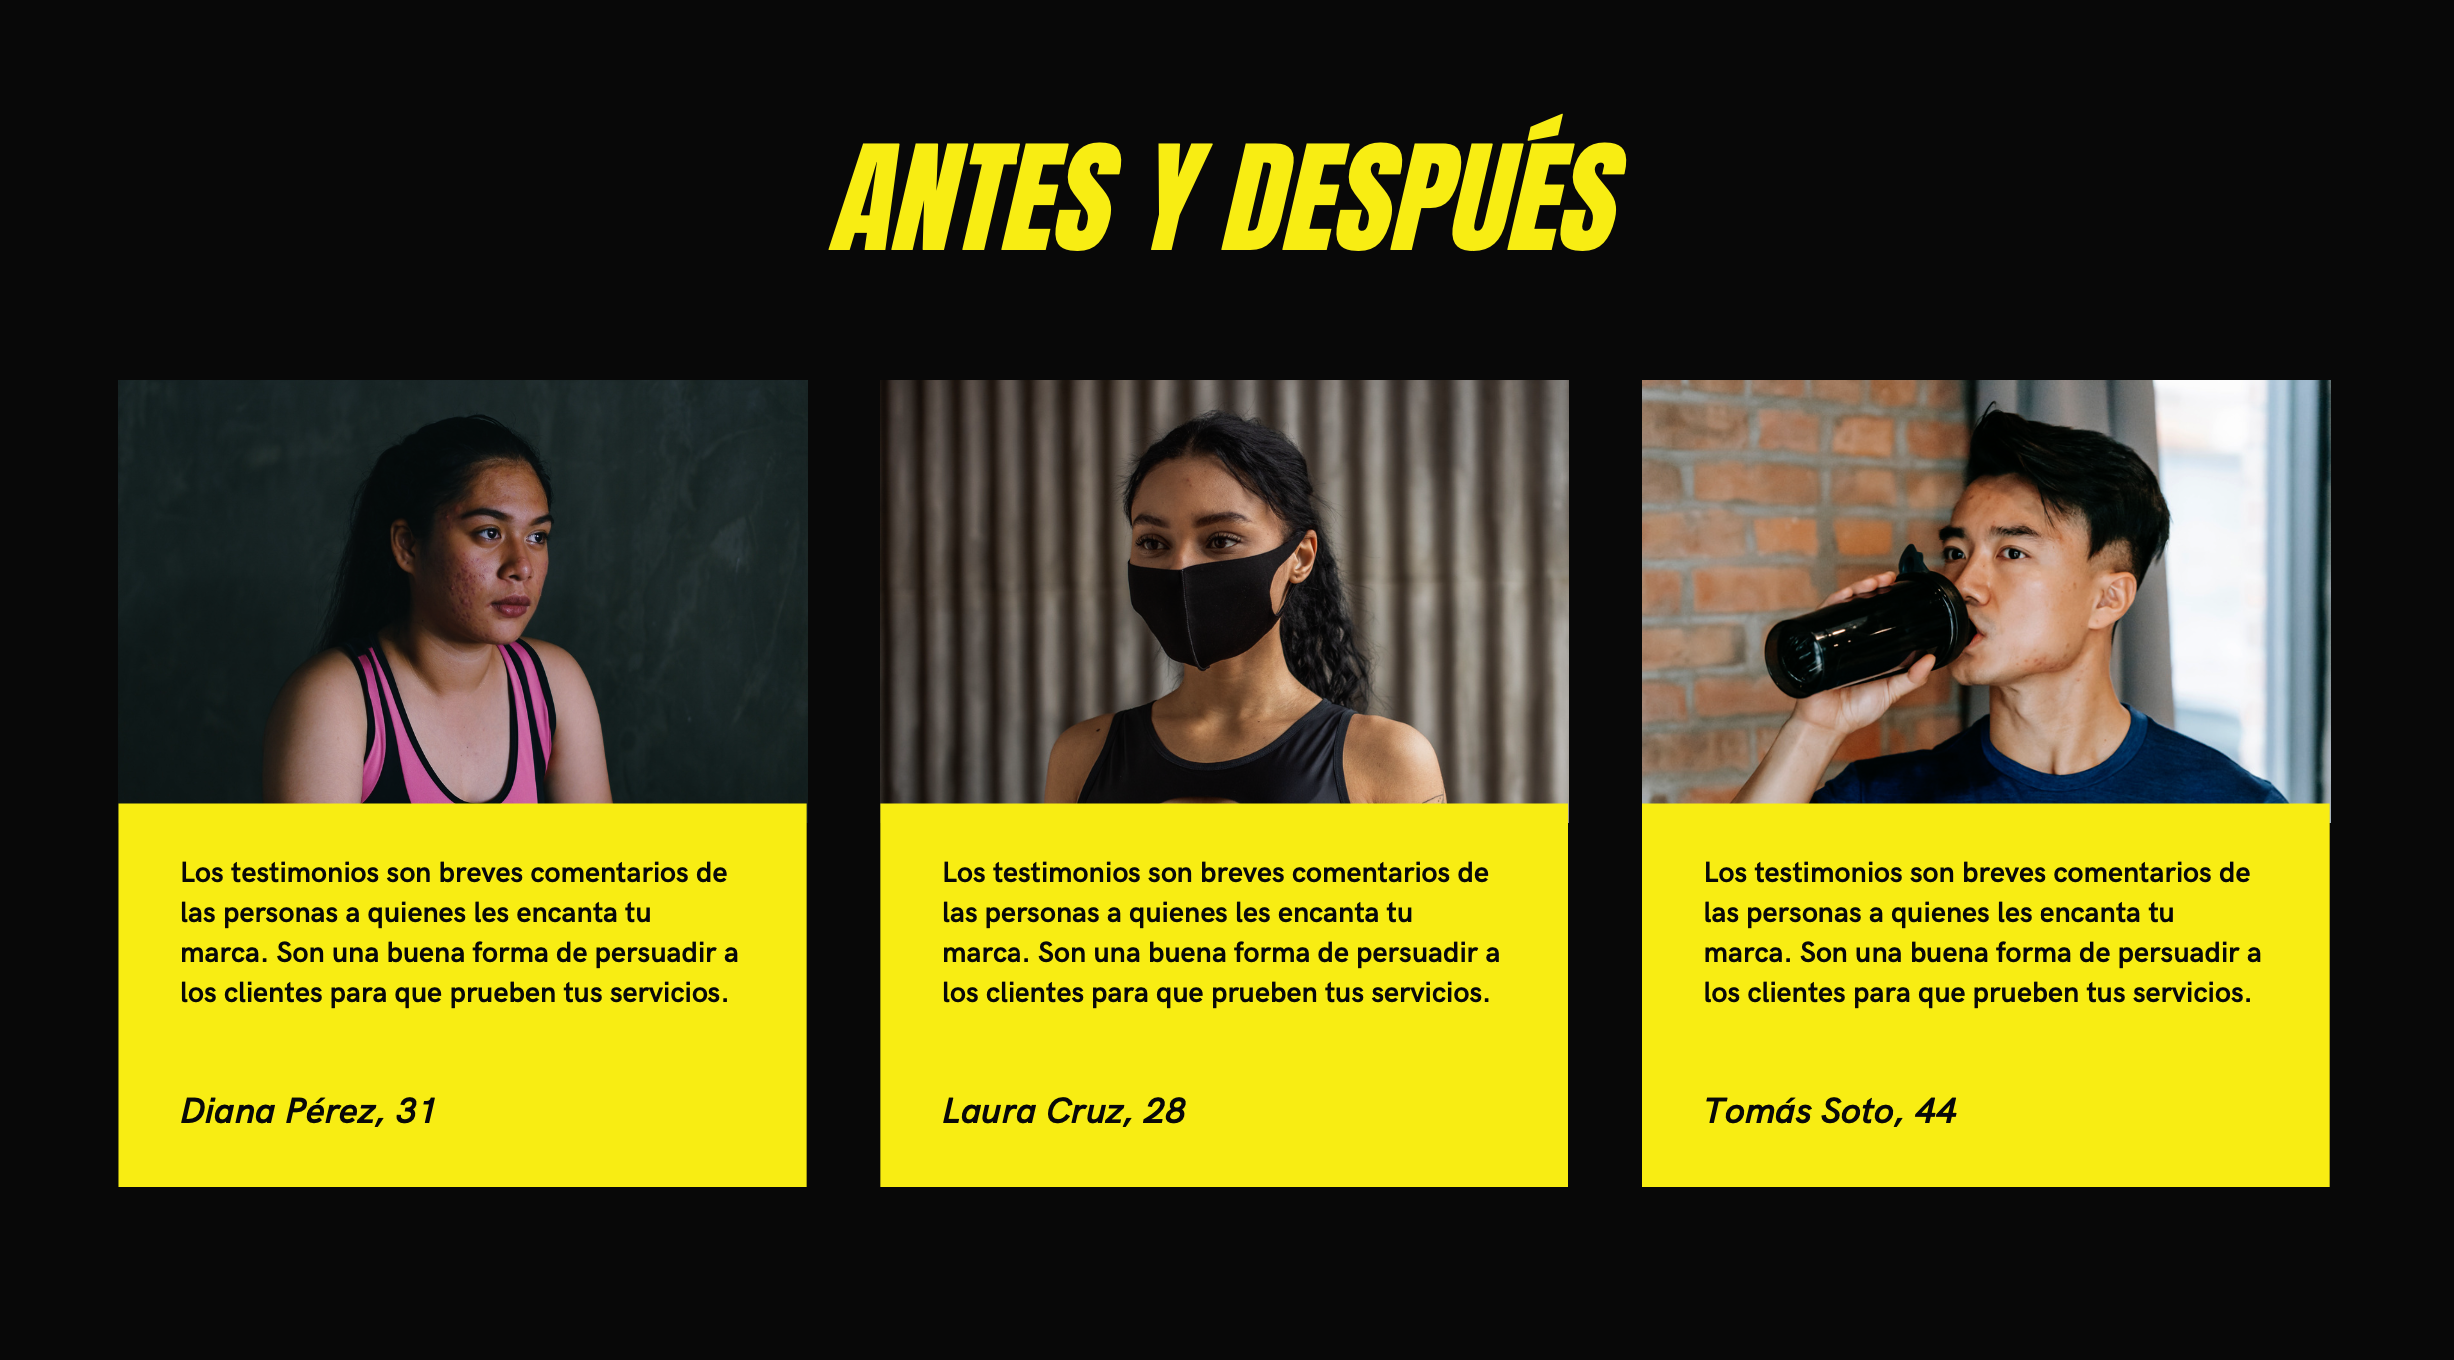 ANTES Y DESPUÉS
Los testimonios son breves comentarios de
las personas a quienes les encanta tu
marca. Son una buena forma de persuadir a
los clientes para que prueben tus servicios.
Diana Pérez, 31
Los testimonios son breves comentarios de
las personas a quienes les encanta tu
marca. Son una buena forma de persuadir a
los clientes para que prueben tus servicios.
Laura Cruz, 28
Los testimonios son breves comentarios de
las personas a quienes les encanta tu
marca. Son una buena forma de persuadir a
los clientes para que prueben tus servicios.
Tomás Soto, 44